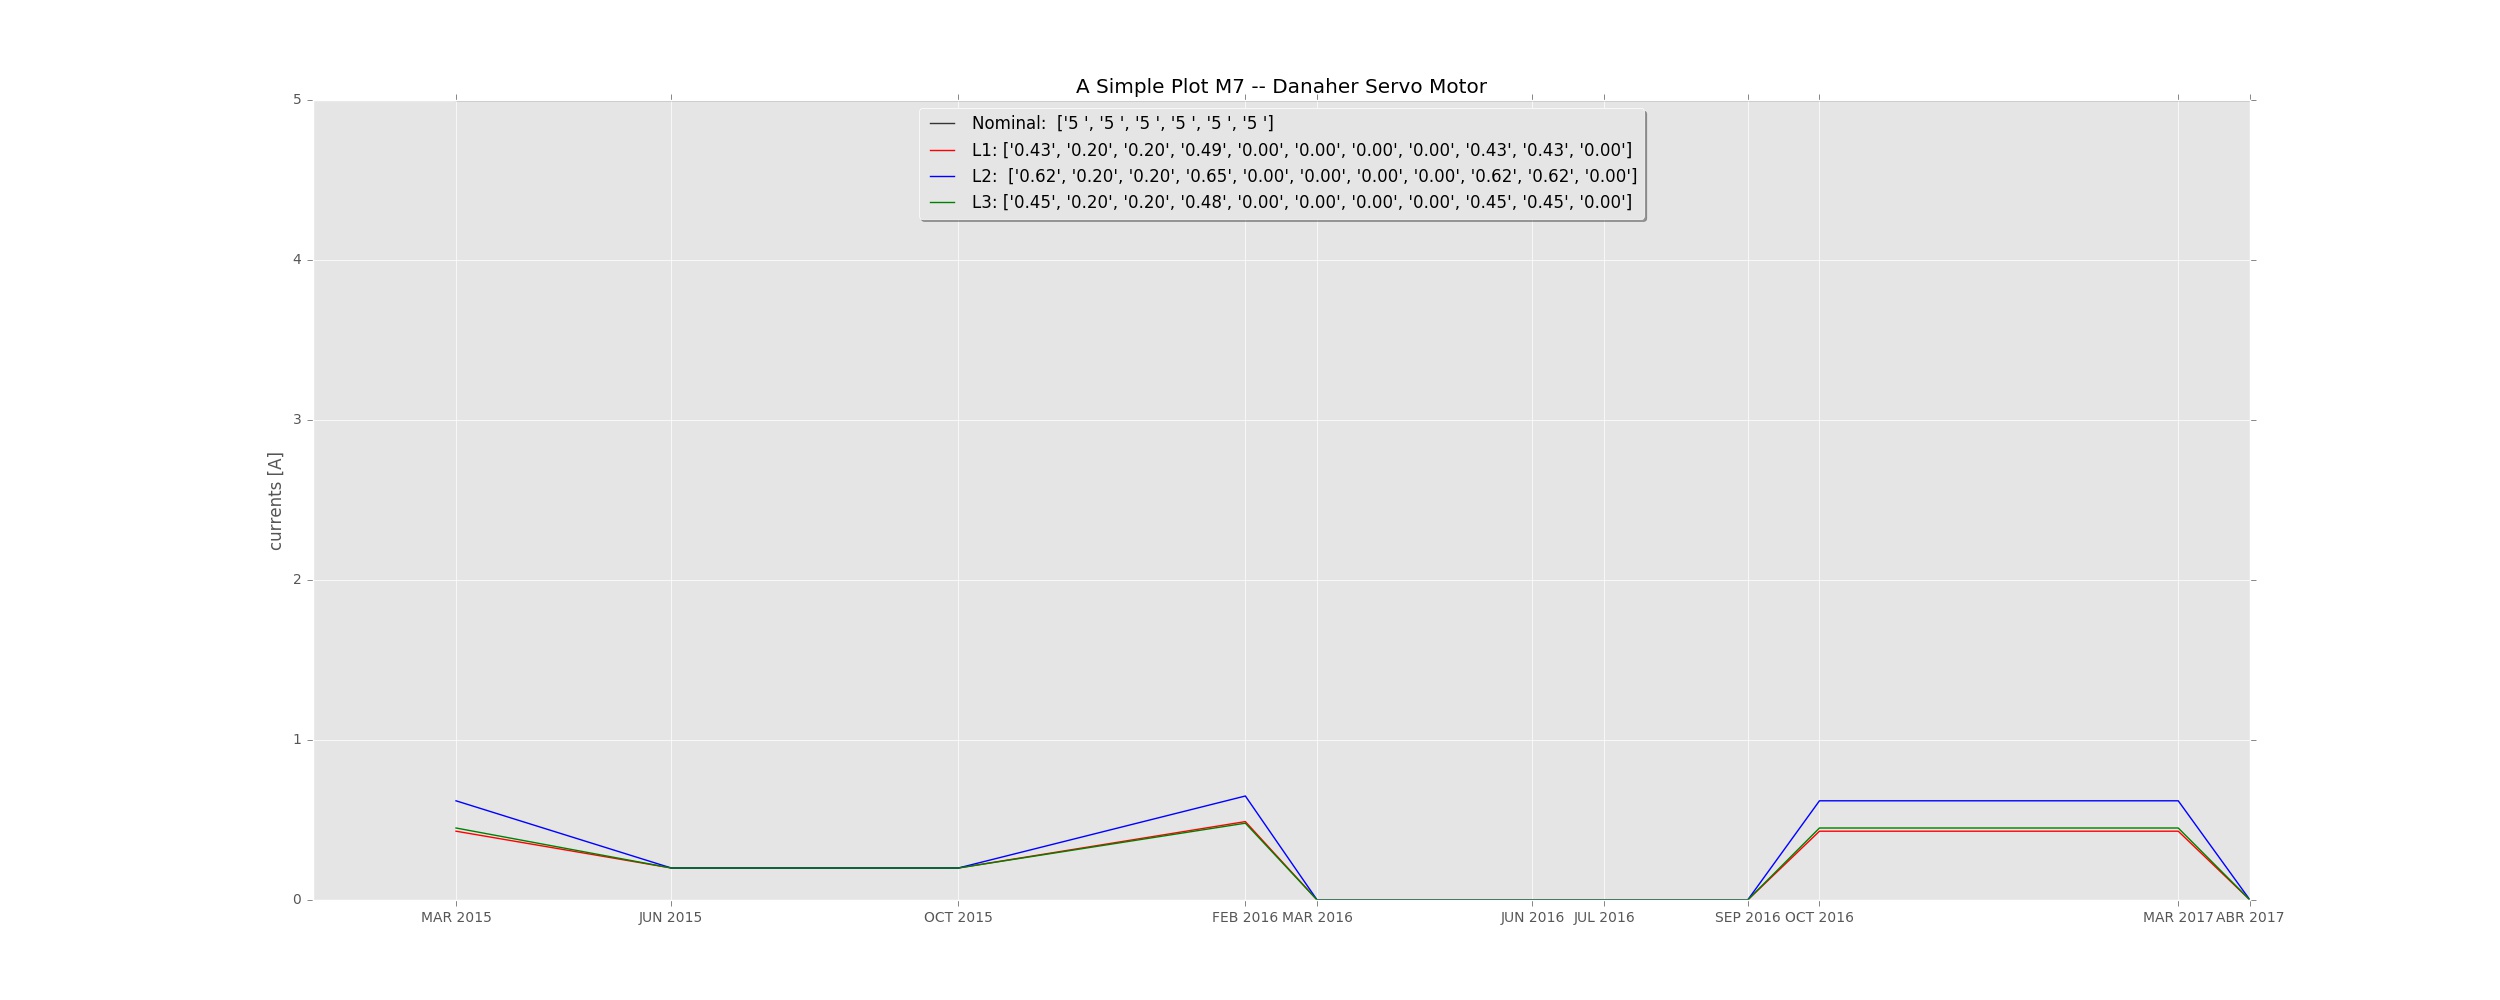 A Simple Plot M7 -- Danaher Servo Motor
Nominal:  ['5 ', '5 ', '5 ', '5 ', '5 ', '5 ']
L1: ['0.43', '0.20', '0.20', '0.49', '0.00', '0.00', '0.00', '0.00', '0.43', '0.43', '0.00']
L2:  ['0.62', '0.20', '0.20', '0.65', '0.00', '0.00', '0.00', '0.00', '0.62', '0.62', '0.00']
L3: ['0.45', '0.20', '0.20', '0.48', '0.00', '0.00', '0.00', '0.00', '0.45', '0.45', '0.00']
5
4
3
2
1
0
currents [A]
MAR 2015 JUN 2015 OCT 2015 FEB 2016 MAR 2016 JUN 2016 JUL 2016 SEP 2016 OCT 2016 MAR 2017 ABR 2017